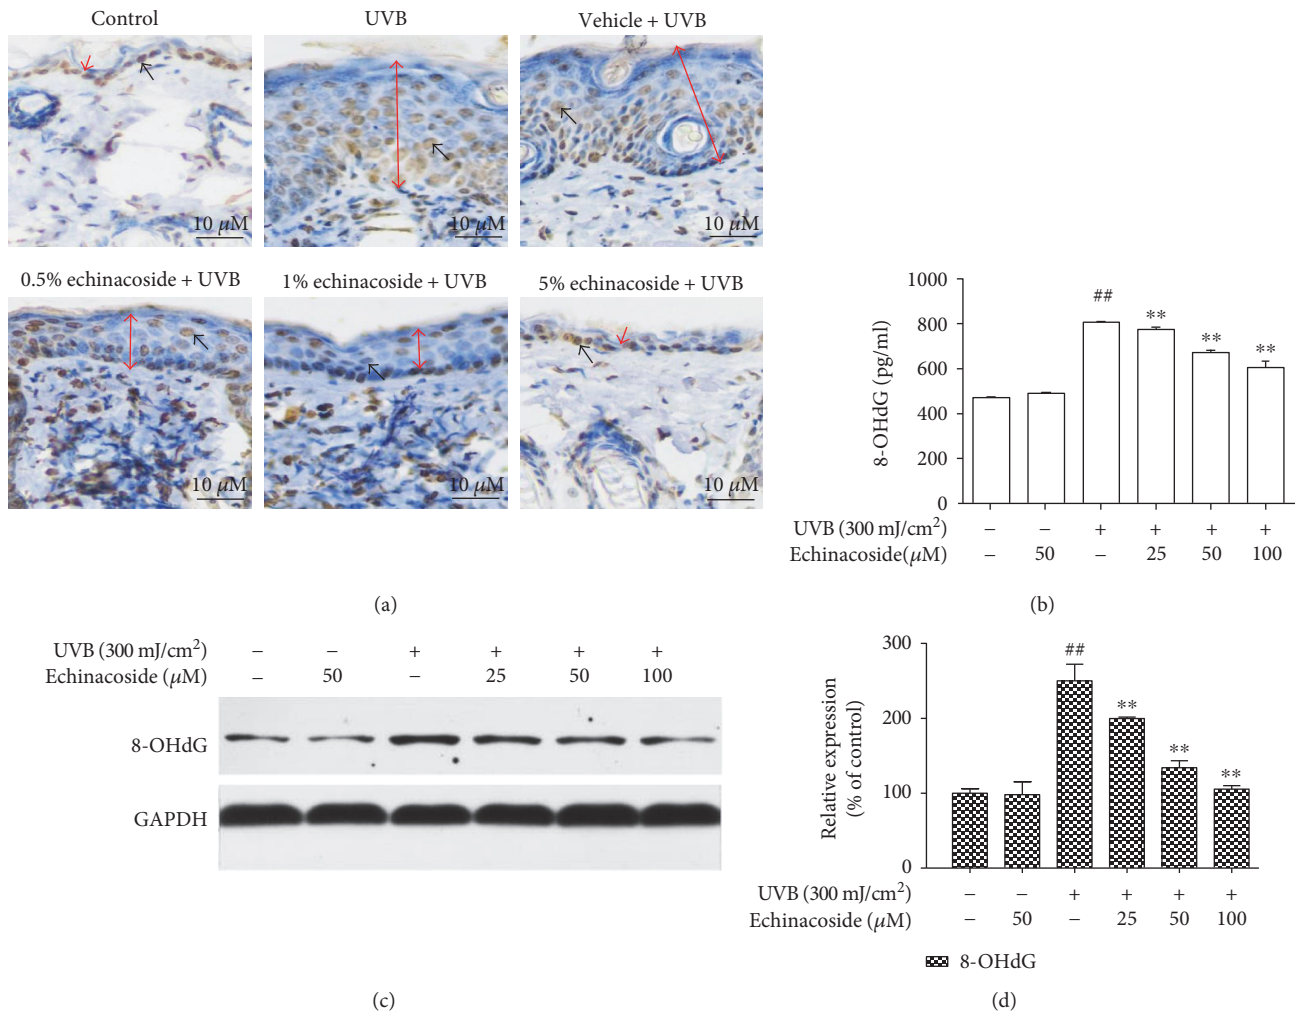 Control UVB Vehicle + UVB
10 μM 10 μM 10 μM
0.5% echinacoside + UVB 1% echinacoside + UVB 5% echinacoside + UVB
10 μM 10 μM 10 μM
(a)
8-OHdG (pg/ml)
1000
800
600
400
200
0
## ** ** **
UVB (300 mJ/cm²) − − + + + +
Echinacoside(μM) − 50 − 25 50 100
(b)
UVB (300 mJ/cm²) − − + + + +
Echinacoside (μM) − 50 − 25 50 100
8-OHdG
GAPDH
(c)
Relative expression
(% of control)
300
200
100
0
## ** ** **
UVB (300 mJ/cm²) − − + + + +
Echinacoside (μM) − 50 − 25 50 100
8-OHdG
(d)